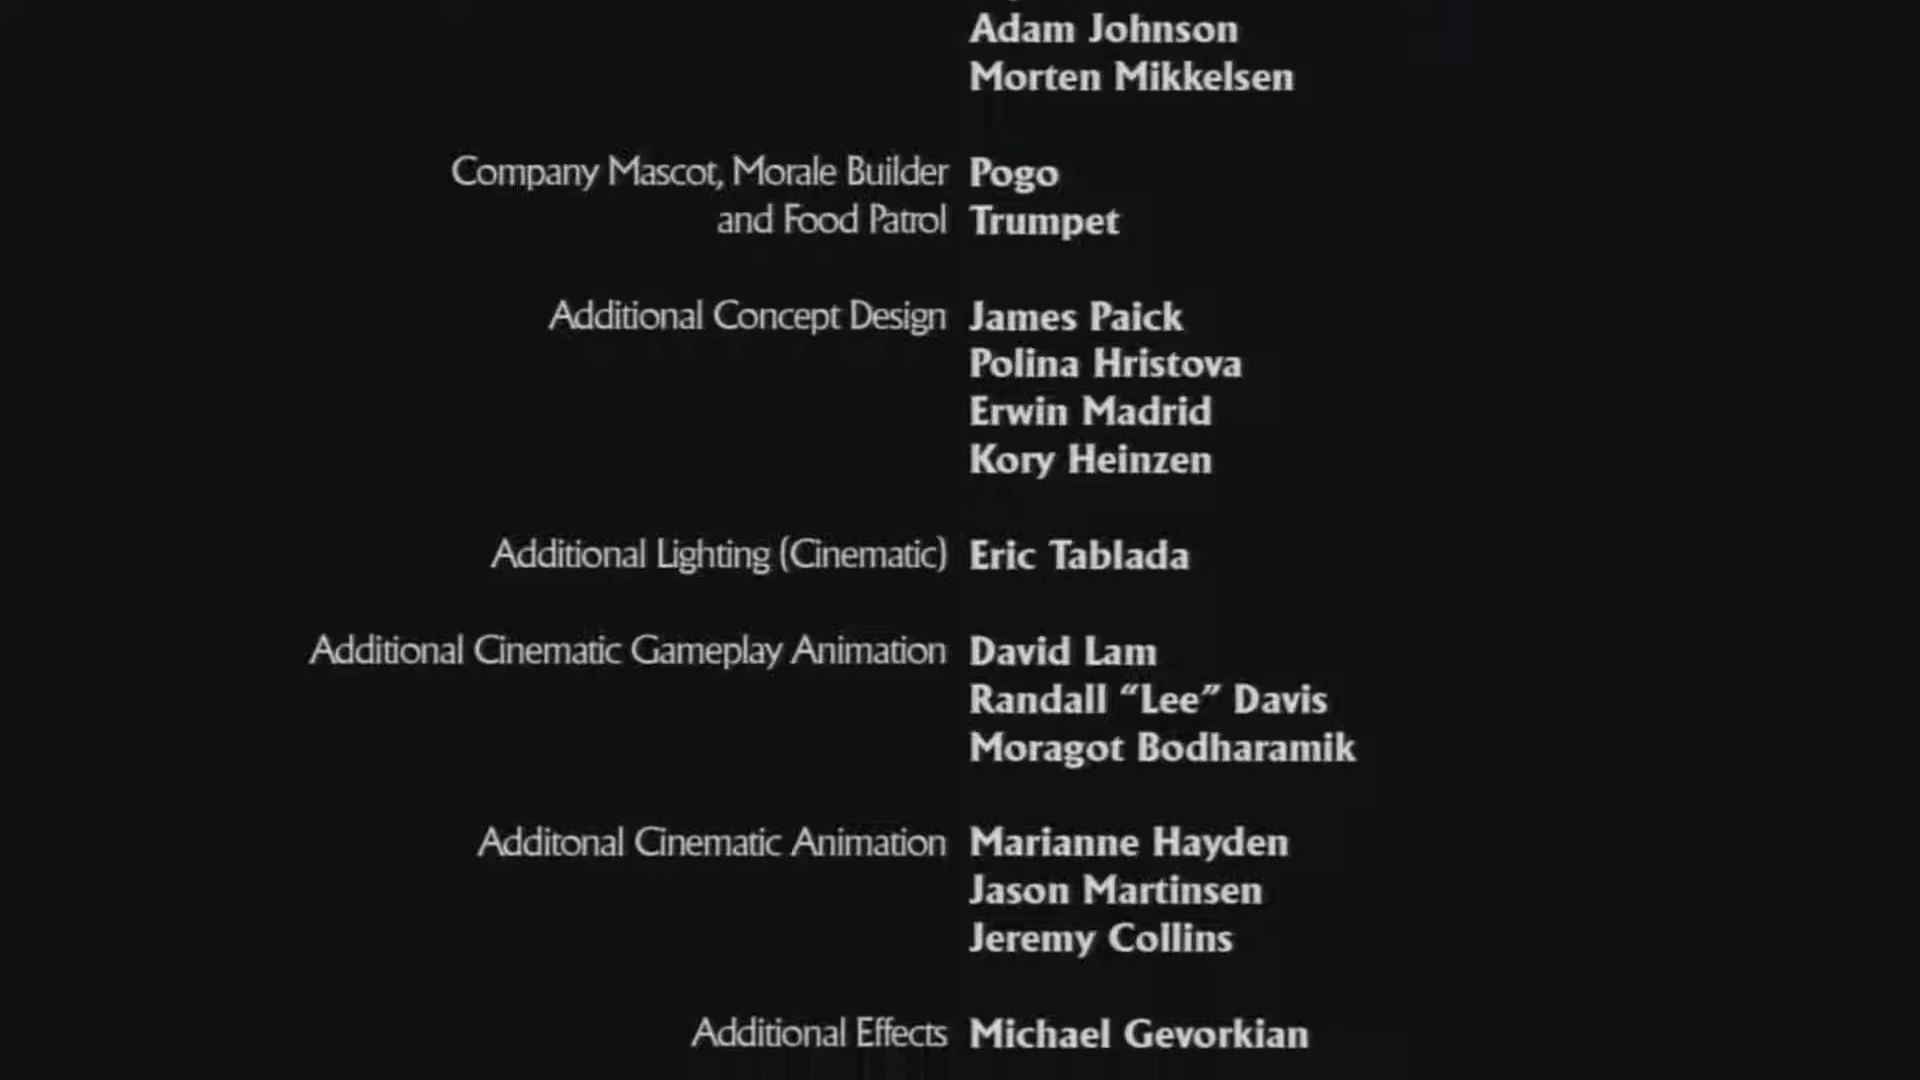 Adam Johnson
Morten Mikkelsen
Company Mascot, Morale Builder Pogo
and Food Patrol Trumpet
Additional Concept Design James Paick
Polina Hristova
Erwin Madrid
Kory Heinzen
Additional Lighting (Cinematic) Eric Tablada
Additional Cinematic Gameplay Animation David Lam
Randall “Lee” Davis
Moragot Bodharamik
Additonal Cinematic Animation Marianne Hayden
Jason Martinsen
Jeremy Collins
Additional Effects Michael Gevorkian